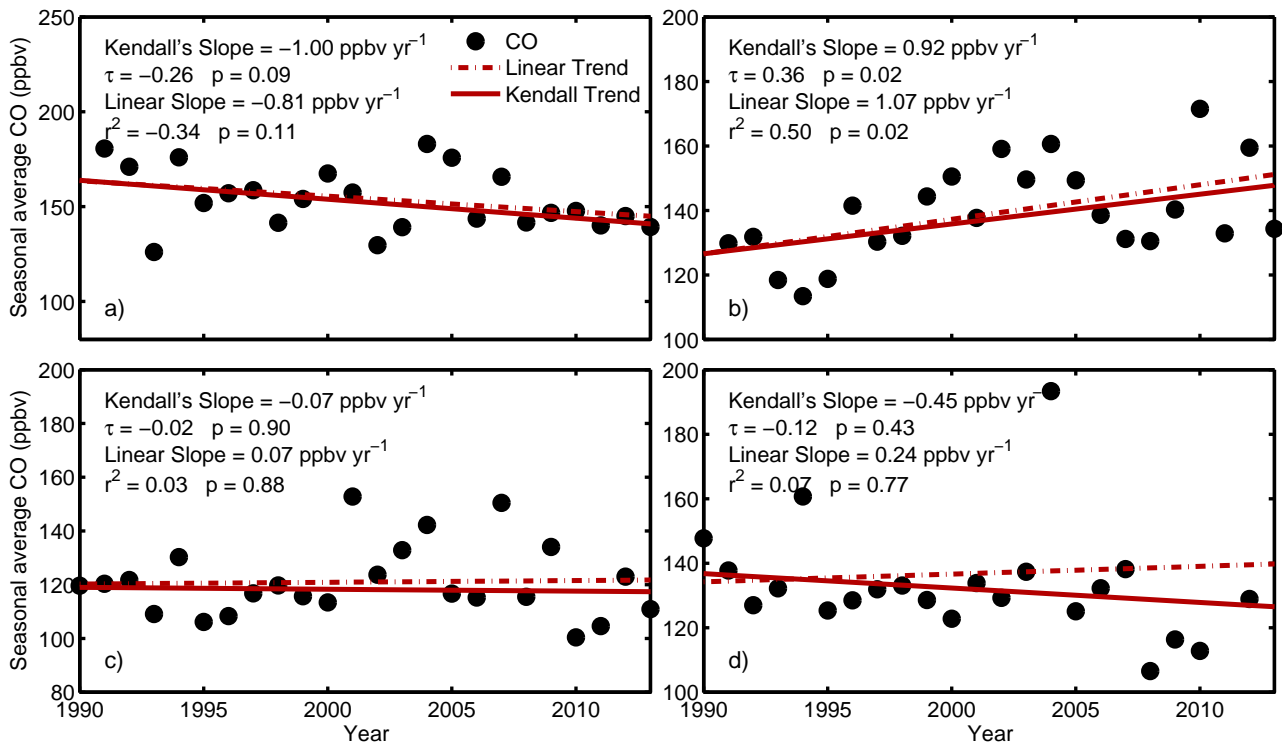 250
200
150
100
Seasonal average CO (ppbv)
Kendall's Slope = −1.00 ppbv yr−1
τ = −0.26 p = 0.09
Linear Slope = −0.81 ppbv yr−1
r2 = −0.34 p = 0.11
CO
Linear Trend
Kendall Trend
a)
200
180
160
140
120
100
Kendall's Slope = 0.92 ppbv yr−1
τ = 0.36 p = 0.02
Linear Slope = 1.07 ppbv yr−1
r2 = 0.50 p = 0.02
b)
200
180
160
140
120
100
80
Seasonal average CO (ppbv)
Kendall's Slope = −0.07 ppbv yr−1
τ = −0.02 p = 0.90
Linear Slope = 0.07 ppbv yr−1
r2 = 0.03 p = 0.88
c)
1990 1995 2000 2005 2010
Year
200
180
160
140
120
100
Kendall's Slope = −0.45 ppbv yr−
τ = −0.12 p = 0.43
Linear Slope = 0.24 ppbv yr−1
r2 = 0.07 p = 0.77
d)
1990 1995 2000 2005 2010
Year